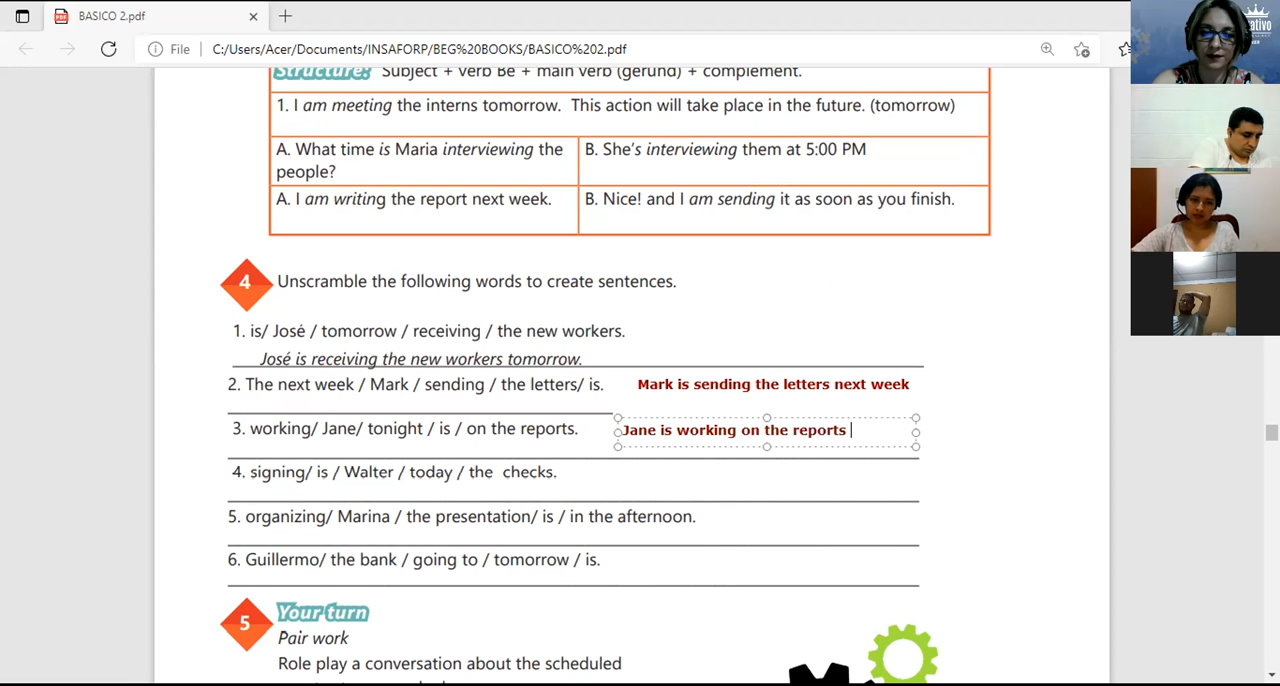 BASICO 2.pdf
File C:/Users/Acer/Documents/INSAFORP/BEG%20BOOKS/BASICO%202.pdf
Structure: Subject + verb Be + main verb (gerund) + complement.
1. I am meeting the interns tomorrow. This action will take place in the future. (tomorrow)
A. What time is Maria interviewing the people?
B. She's interviewing them at 5:00 PM
A. I am writing the report next week.
B. Nice! and I am sending it as soon as you finish.
4 Unscramble the following words to create sentences.
1. is/ José / tomorrow / receiving / the new workers.
José is receiving the new workers tomorrow.
2. The next week / Mark / sending / the letters/ is. Mark is sending the letters next week
3. working/ Jane/ tonight / is / on the reports. Jane is working on the reports
4. signing/ is / Walter / today / the checks.
5. organizing/ Marina / the presentation/ is / in the afternoon.
6. Guillermo/ the bank / going to / tomorrow / is.
5 Your turn
Pair work
Role play a conversation about the scheduled